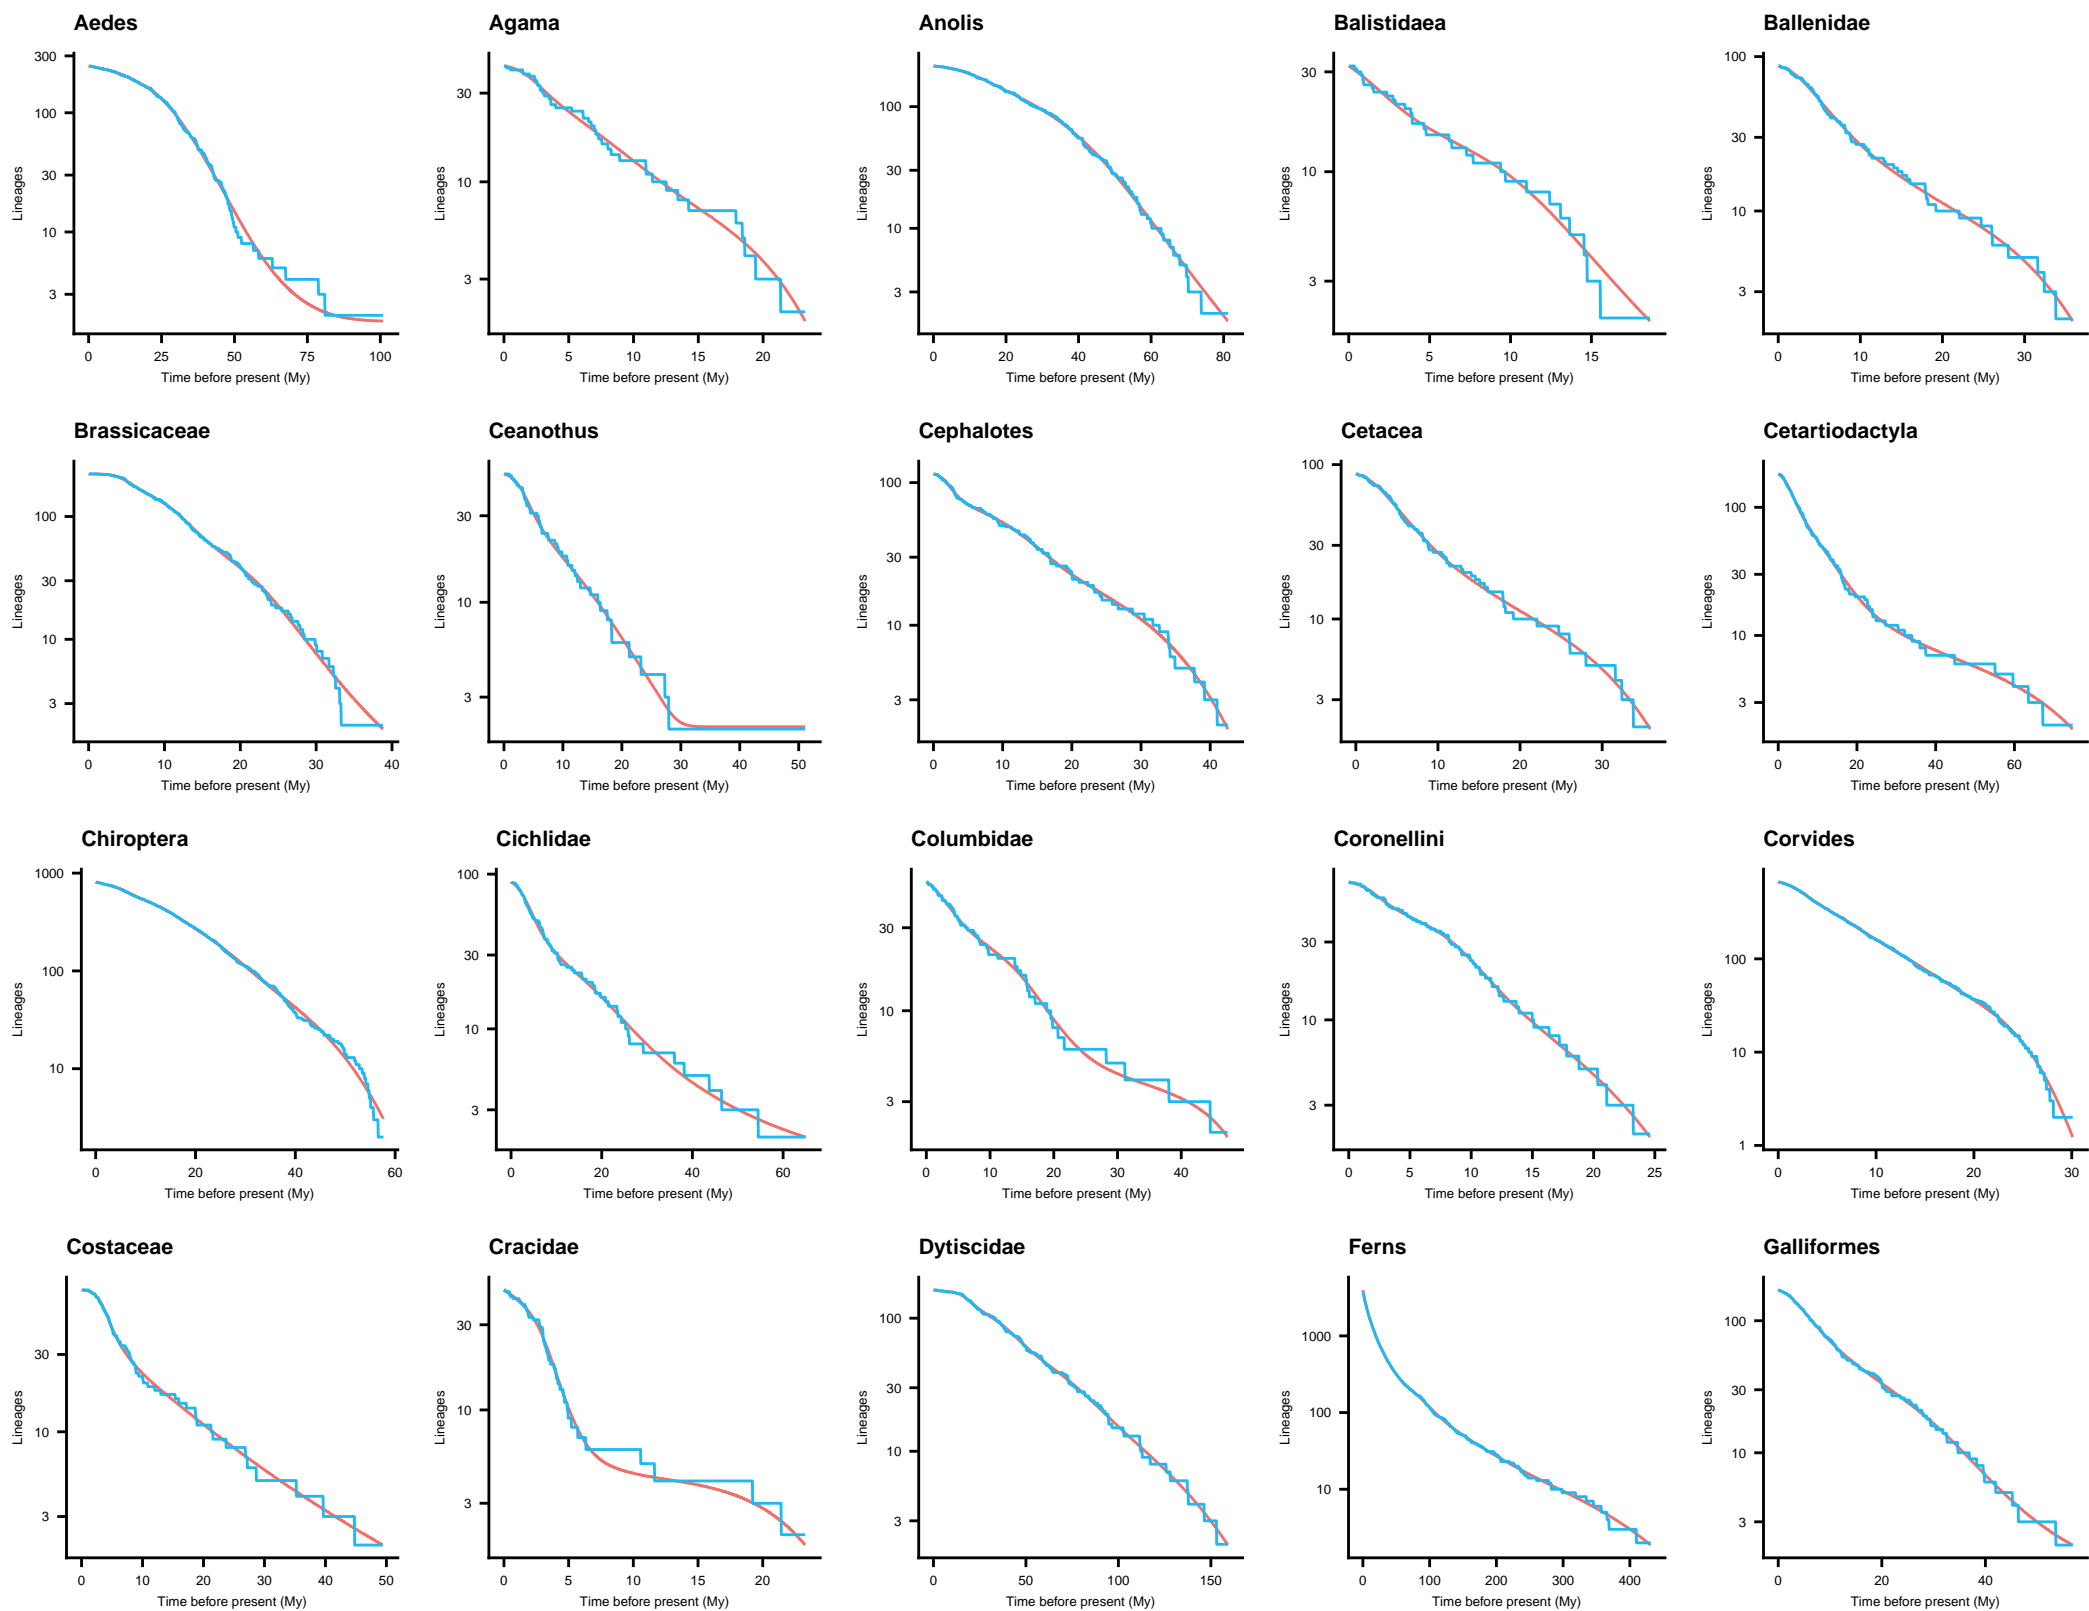 Aedes
Agama
Anolis
Balistidaea
Ballenidae
300
100
30
10
3
Lineages
0 25 50 75 100
Time before present (My)
30
10
3
Lineages
0 5 10 15 20
Time before present (My)
100
30
10
3
Lineages
0 20 40 60 80
Time before present (My)
30
10
3
Lineages
0 5 10 15
Time before present (My)
100
30
10
3
Lineages
0 10 20 30
Time before present (My)
Brassicaceae
Ceanothus
Cephalotes
Cetacea
Cetartiodactyla
100
30
10
3
Lineages
0 10 20 30 40
Time before present (My)
30
10
3
Lineages
0 10 20 30 40 50
Time before present (My)
100
30
10
3
Lineages
0 10 20 30 40
Time before present (My)
100
30
10
3
Lineages
0 10 20 30
Time before present (My)
100
30
10
3
Lineages
0 20 40 60
Time before present (My)
Chiroptera
Cichlidae
Columbidae
Coronellini
Corvides
1000
100
10
Lineages
0 20 40 60
Time before present (My)
100
30
10
3
Lineages
0 20 40 60
Time before present (My)
30
10
3
Lineages
0 10 20 30 40
Time before present (My)
30
10
3
Lineages
0 5 10 15 20 25
Time before present (My)
100
10
1
Lineages
0 10 20 30
Time before present (My)
Costaceae
Cracidae
Dytiscidae
Ferns
Galliformes
30
10
3
Lineages
0 10 20 30 40 50
Time before present (My)
30
10
3
Lineages
0 5 10 15 20
Time before present (My)
100
30
10
3
Lineages
0 50 100 150
Time before present (My)
1000
100
10
Lineages
0 100 200 300 400
Time before present (My)
100
30
10
3
Lineages
0 20 40
Time before present (My)